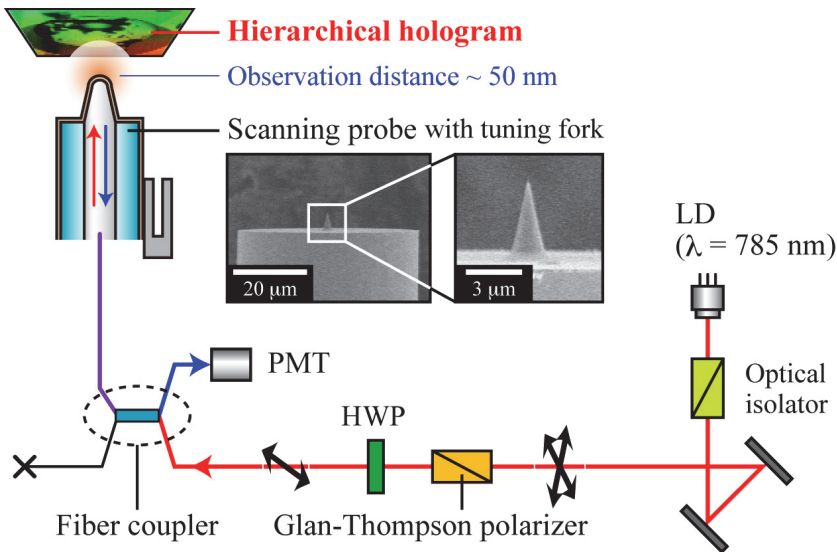 Hierarchical hologram
Observation distance ~ 50 nm
Scanning probe with tuning fork
20 μm
3 μm
LD
(λ = 785 nm)
PMT
Optical
isolator
HWP
Fiber coupler
Glan-Thompson polarizer